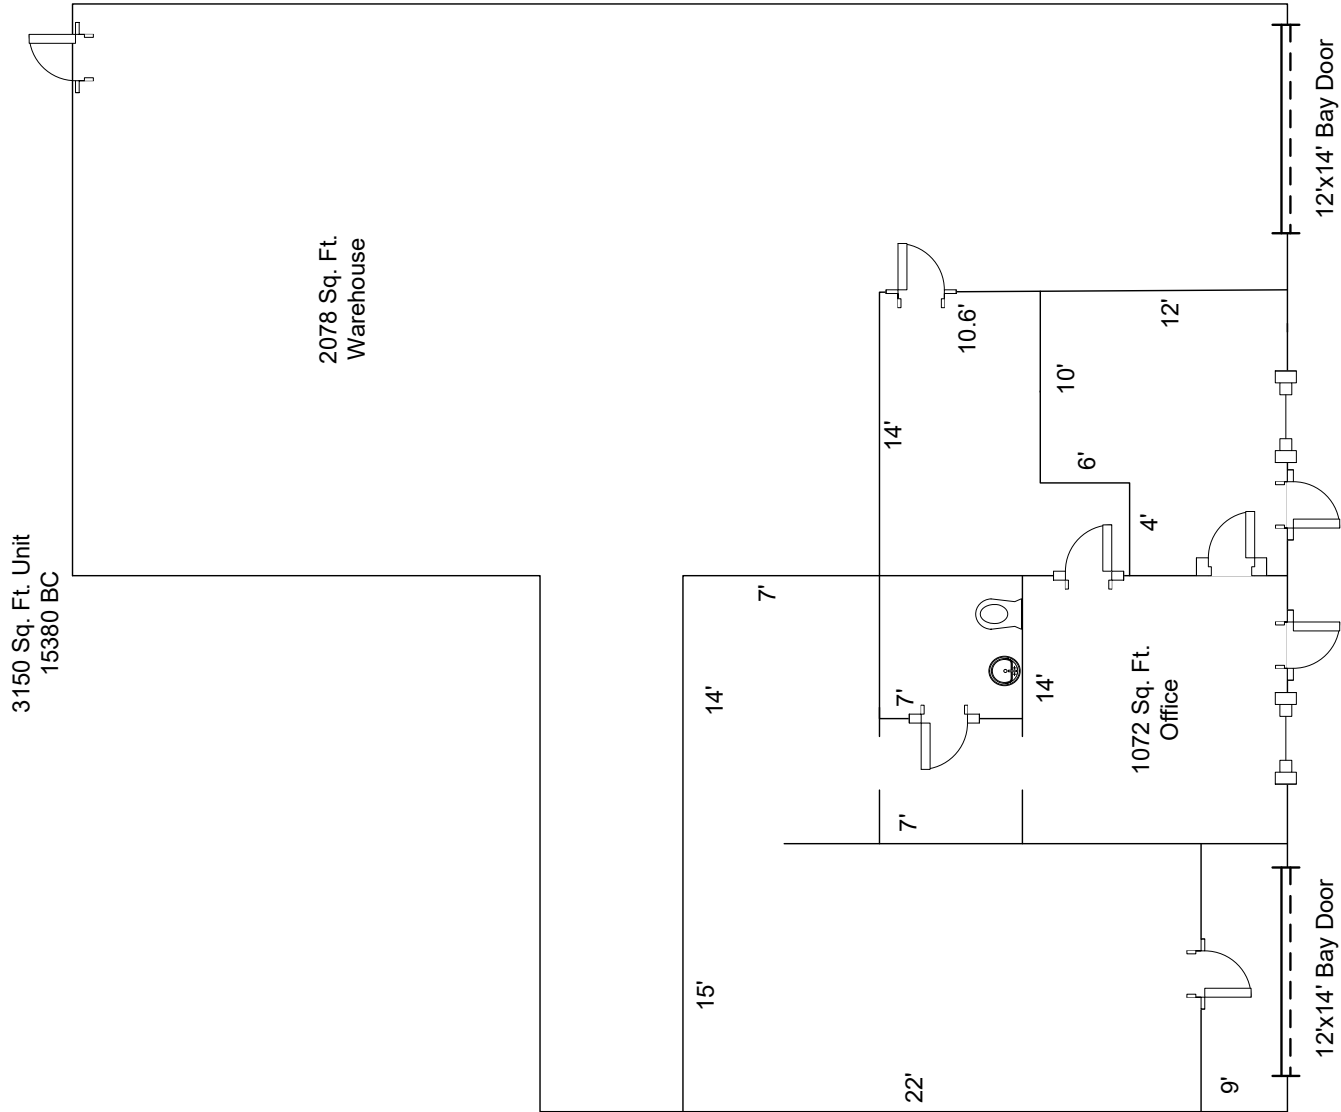 3150 Sq. Ft. Unit
15380 BC
2078 Sq. Ft.
Warehouse
12'x14' Bay Door
10.6'
12'
10'
14'
6'
4'
7'
14'
7'
14'
1072 Sq. Ft.
Office
7'
15'
22'
9'
12'x14' Bay Door